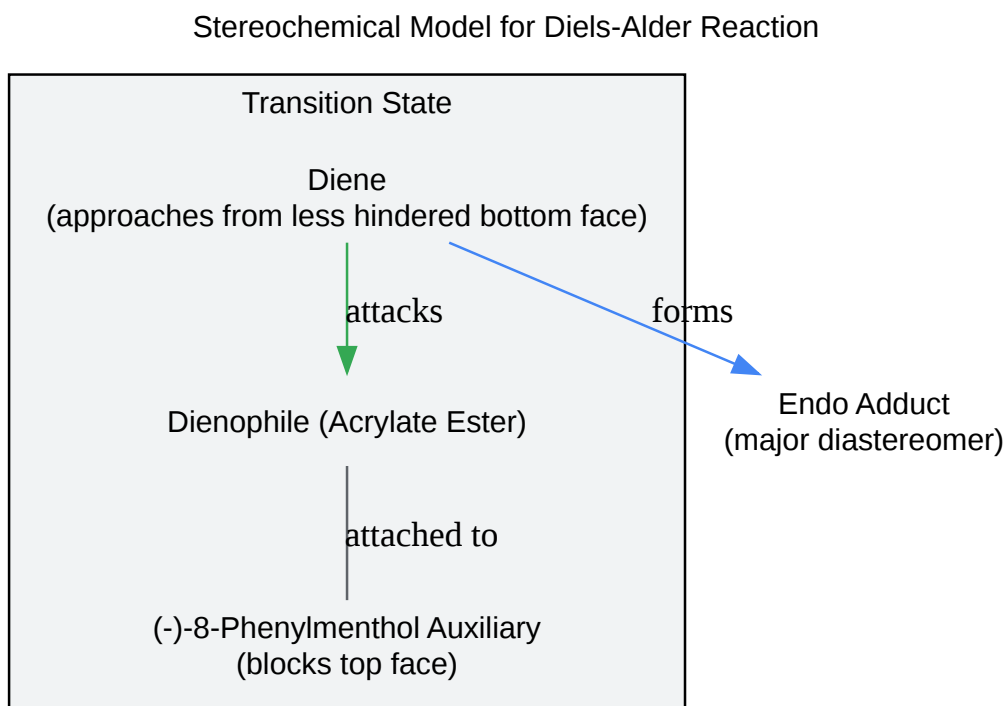 Stereochemical Model for Diels-Alder Reaction
Transition State
Diene
(approaches from less hindered bottom face)
attacks
forms
Dienophile (Acrylate Ester)
Endo Adduct
(major diastereomer)
attached to
(-)-8-Phenylmenthol Auxiliary
(blocks top face)